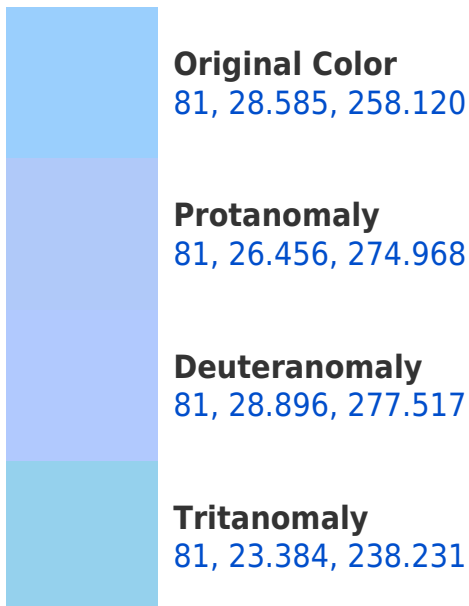 Original Color
81, 28.585, 258.120
Protanomaly
81, 26.456, 274.968
Deuteranomaly
81, 28.896, 277.517
Tritanomaly
81, 23.384, 238.231